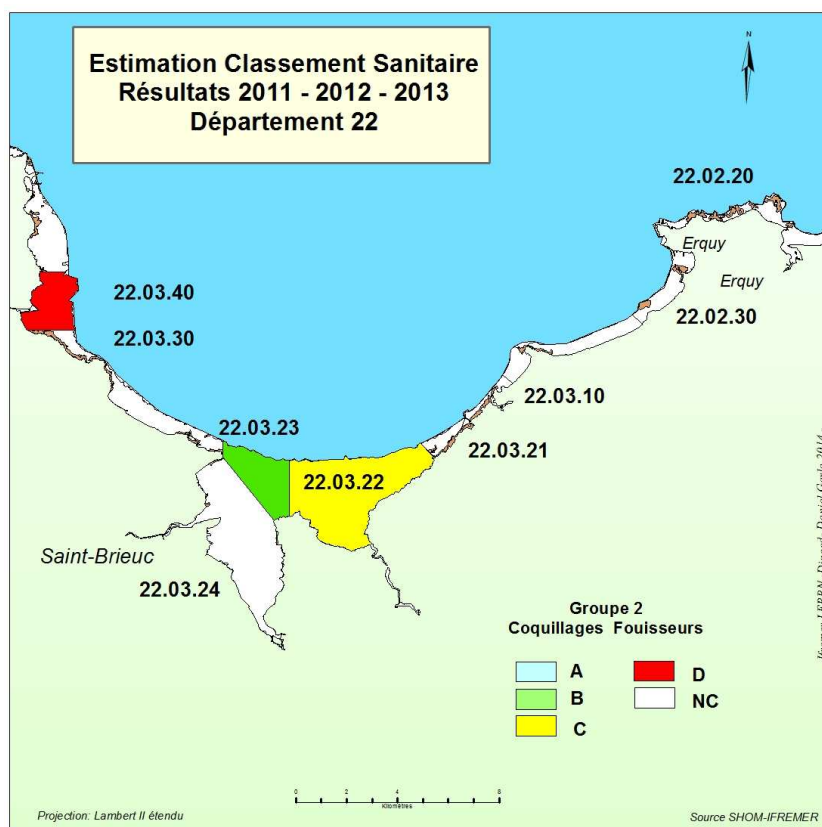 Estimation Classement Sanitaire
Résultats 2011 - 2012 - 2013
Département 22
N
22.02.20
Erquy
Erquy
22.03.40
22.02.30
22.03.30
22.03.10
22.03.23
22.03.21
22.03.22
Saint-Brieuc
22.03.24
Groupe 2
Coquillages Fouisseurs
A
D
B
NC
C
0 2 4 8
Kilomètres
Projection: Lambert II étendu
Source SHOM-IFREMER